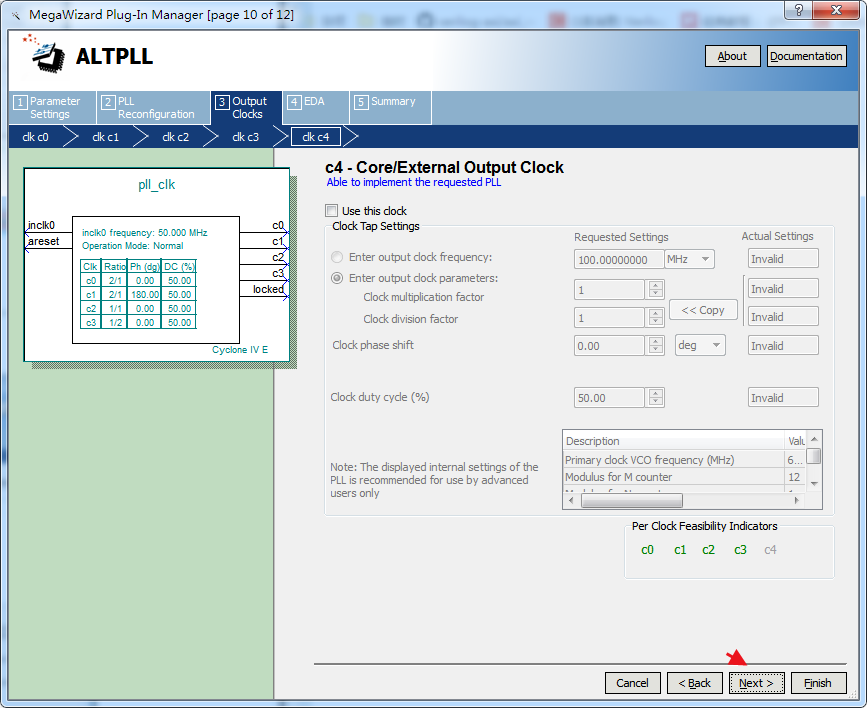 MegaWizard Plug-In Manager [page 10 of 12]
ALTPLL
About
Documentation
1 Parameter Settings
2 PLL Reconfiguration
3 Output Clocks
4 EDA
5 Summary
clk c0
clk c1
clk c2
clk c3
clk c4
pll_clk
inclk0
areset
inclk0 frequency: 50.000 MHz
Operation Mode: Normal
Clk Ratio Ph (dg) DC (%)
c0 2/1 0.00 50.00
c1 2/1 180.00 50.00
c2 1/1 0.00 50.00
c3 1/2 0.00 50.00
c0
c1
c2
c3
locked
Cyclone IV E
c4 - Core/External Output Clock
Able to implement the requested PLL
Use this clock
Clock Tap Settings
Requested Settings
Actual Settings
Enter output clock frequency:
100.00000000
MHz
Invalid
Enter output clock parameters:
Clock multiplication factor
1
Invalid
<< Copy
Clock division factor
1
Invalid
Clock phase shift
0.00
deg
Invalid
Clock duty cycle (%)
50.00
Invalid
Note: The displayed internal settings of the
PLL is recommended for use by advanced
users only
Description
Primary clock VCO frequency (MHz) 6...
Modulus for M counter 12
Per Clock Feasibility Indicators
c0 c1 c2 c3 c4
Cancel
< Back
Next >
Finish